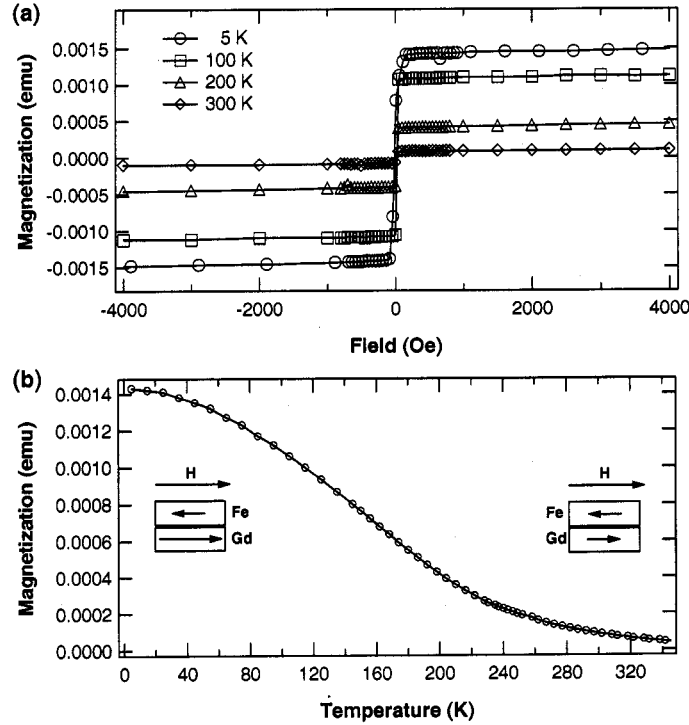 (a)
Magnetization (emu)
0.0015
0.0010
0.0005
0.0000
-0.0005
-0.0010
-0.0015
5 K
100 K
200 K
300 K
-4000
-2000
0
2000
4000
Field (Oe)
(b)
Magnetization (emu)
0.0014
0.0012
0.0010
0.0008
0.0006
0.0004
0.0002
0.0000
H
Fe
Gd
H
Fe
Gd
0
40
80
120
160
200
240
280
320
Temperature (K)